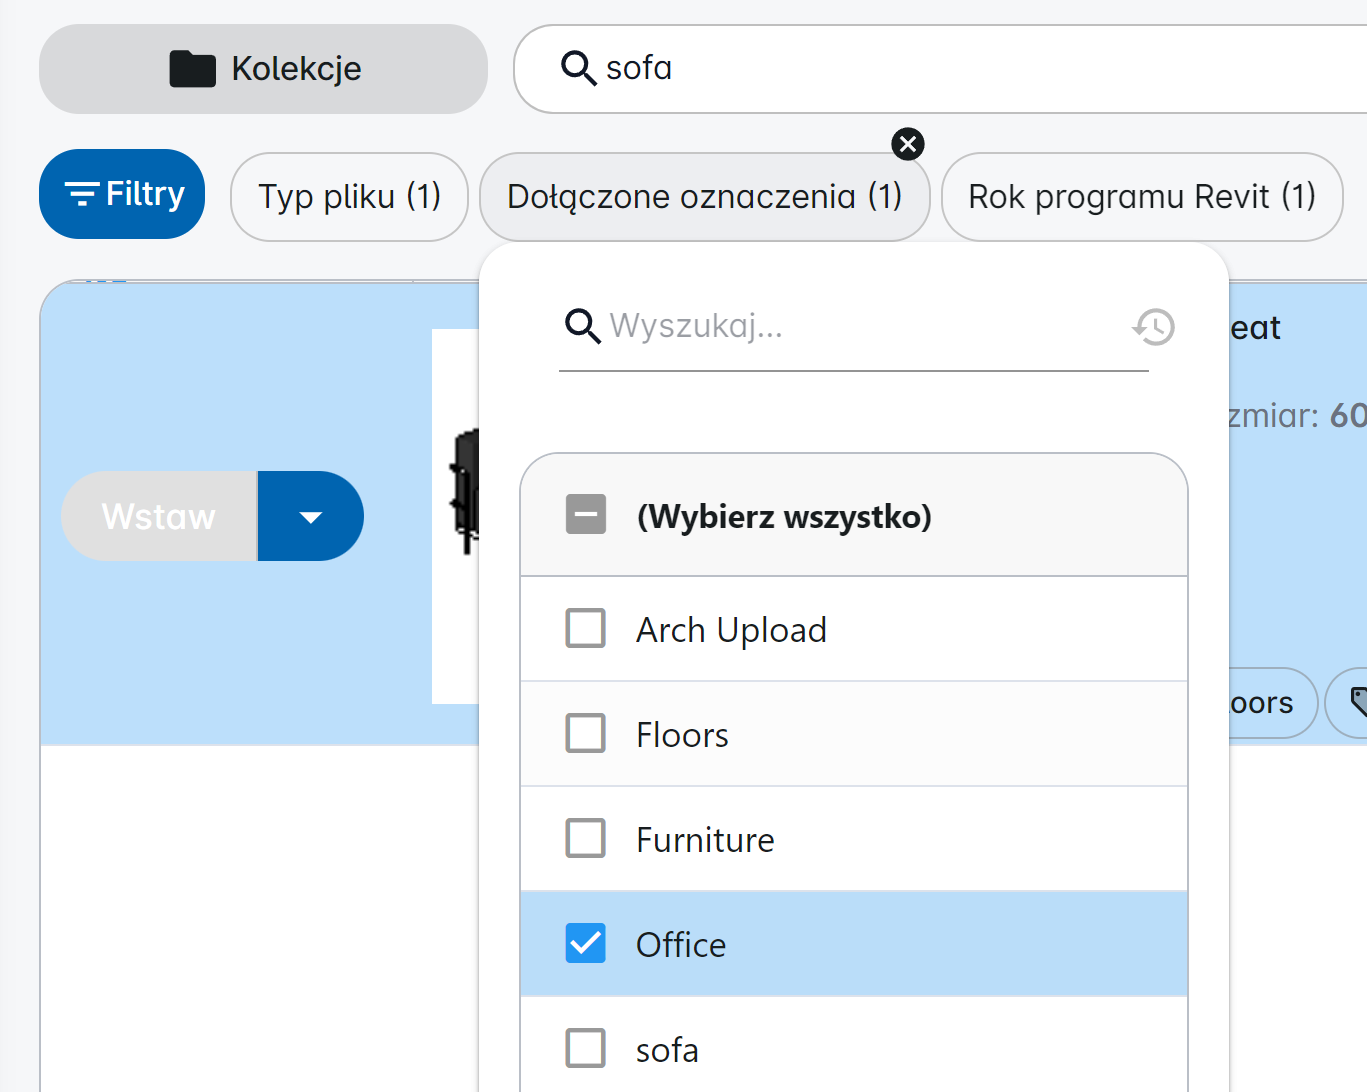 Kolekcje
sofa
Filtry
Typ pliku (1)
Dołączone oznaczenia (1)
Rok programu Revit (1)
Wyszukaj...
eat
zmiar: 60
Wstaw
(Wybierz wszystko)
Arch Upload
Floors
oors
Furniture
Office
sofa